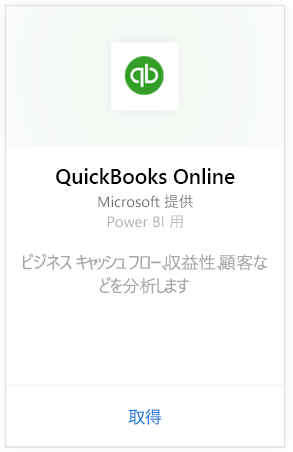 qb
QuickBooks Online
Microsoft 提供
Power BI 用
ビジネス キャッシュ フロー、収益性、顧客な
どを分析します
取得